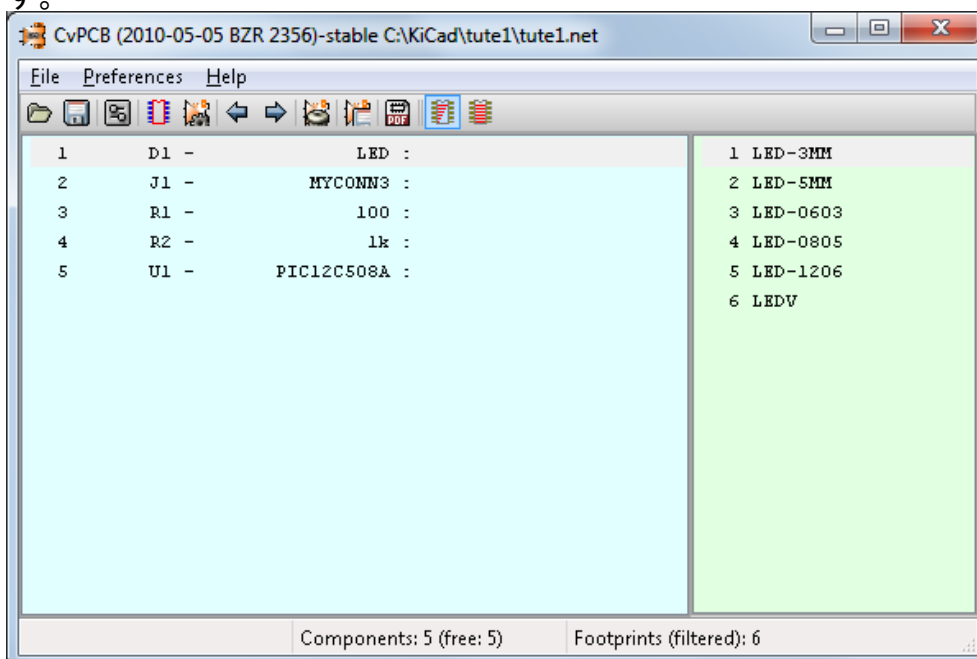 す。
CvPCB (2010-05-05 BZR 2356)-stable C:\KiCad\tute1\tute1.net
File Preferences Help
PDF
1 D1 - LED :
2 J1 - MYCONN3 :
3 R1 - 100 :
4 R2 - 1k :
5 U1 - PIC12C508A :
1 LED-3MM
2 LED-5MM
3 LED-0603
4 LED-0805
5 LED-1206
6 LEDV
Components: 5 (free: 5) Footprints (filtered): 6